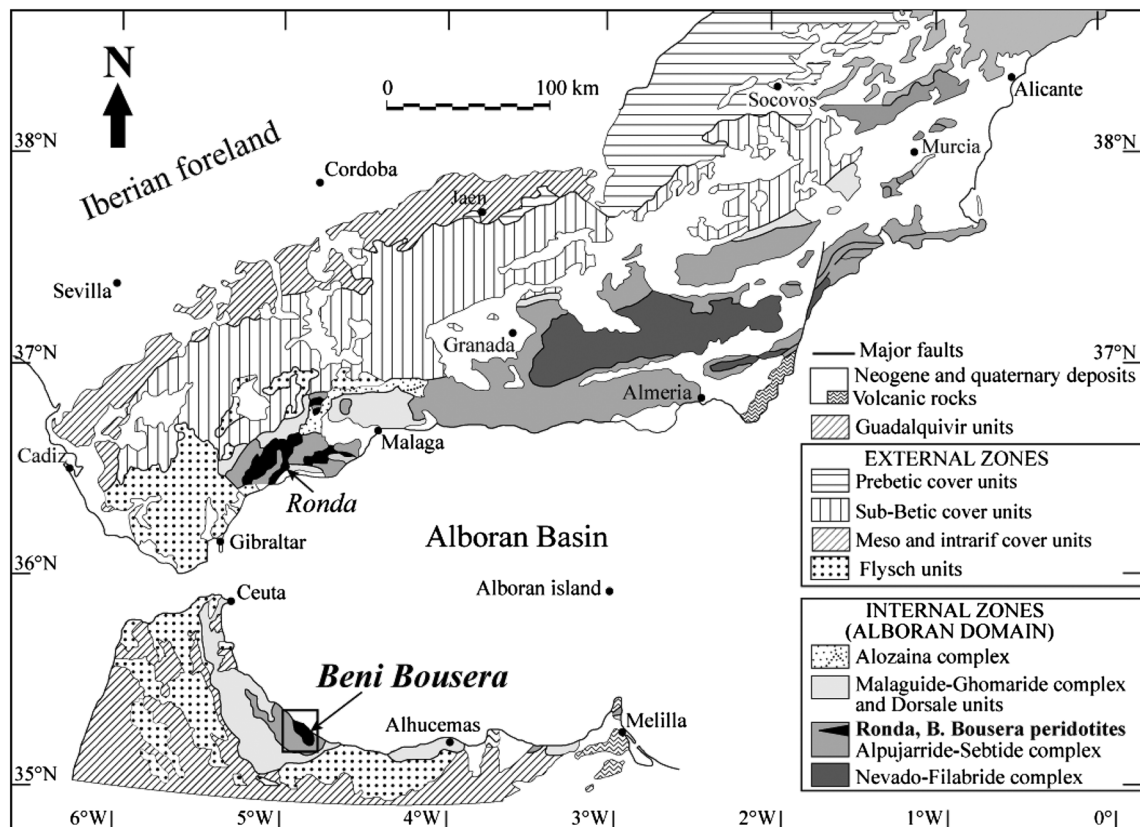 N
0
100 km
Iberian foreland
38°N
38°N
37°N
37°N
36°N
35°N
Socovos
Alicante
Murcia
Cordoba
Jaen
Sevilla
Granada
Almeria
Malaga
Cadiz
Ronda
Gibraltar
Alboran Basin
Ceuta
Alboran island
Beni Bousera
Alhucemas
Melilla
Major faults
Neogene and quaternary deposits
Volcanic rocks
Guadalquivir units
EXTERNAL ZONES
Prebetic cover units
Sub-Betic cover units
Meso and intrarif cover units
Flysch units
INTERNAL ZONES
(ALBORAN DOMAIN)
Alozaina complex
Malaguide-Ghomaride complex
and Dorsale units
Ronda, B. Bousera peridotites
Alpujarride-Sebtide complex
Nevado-Filabride complex
6°W
5°W
4°W
3°W
2°W
1°W
0°